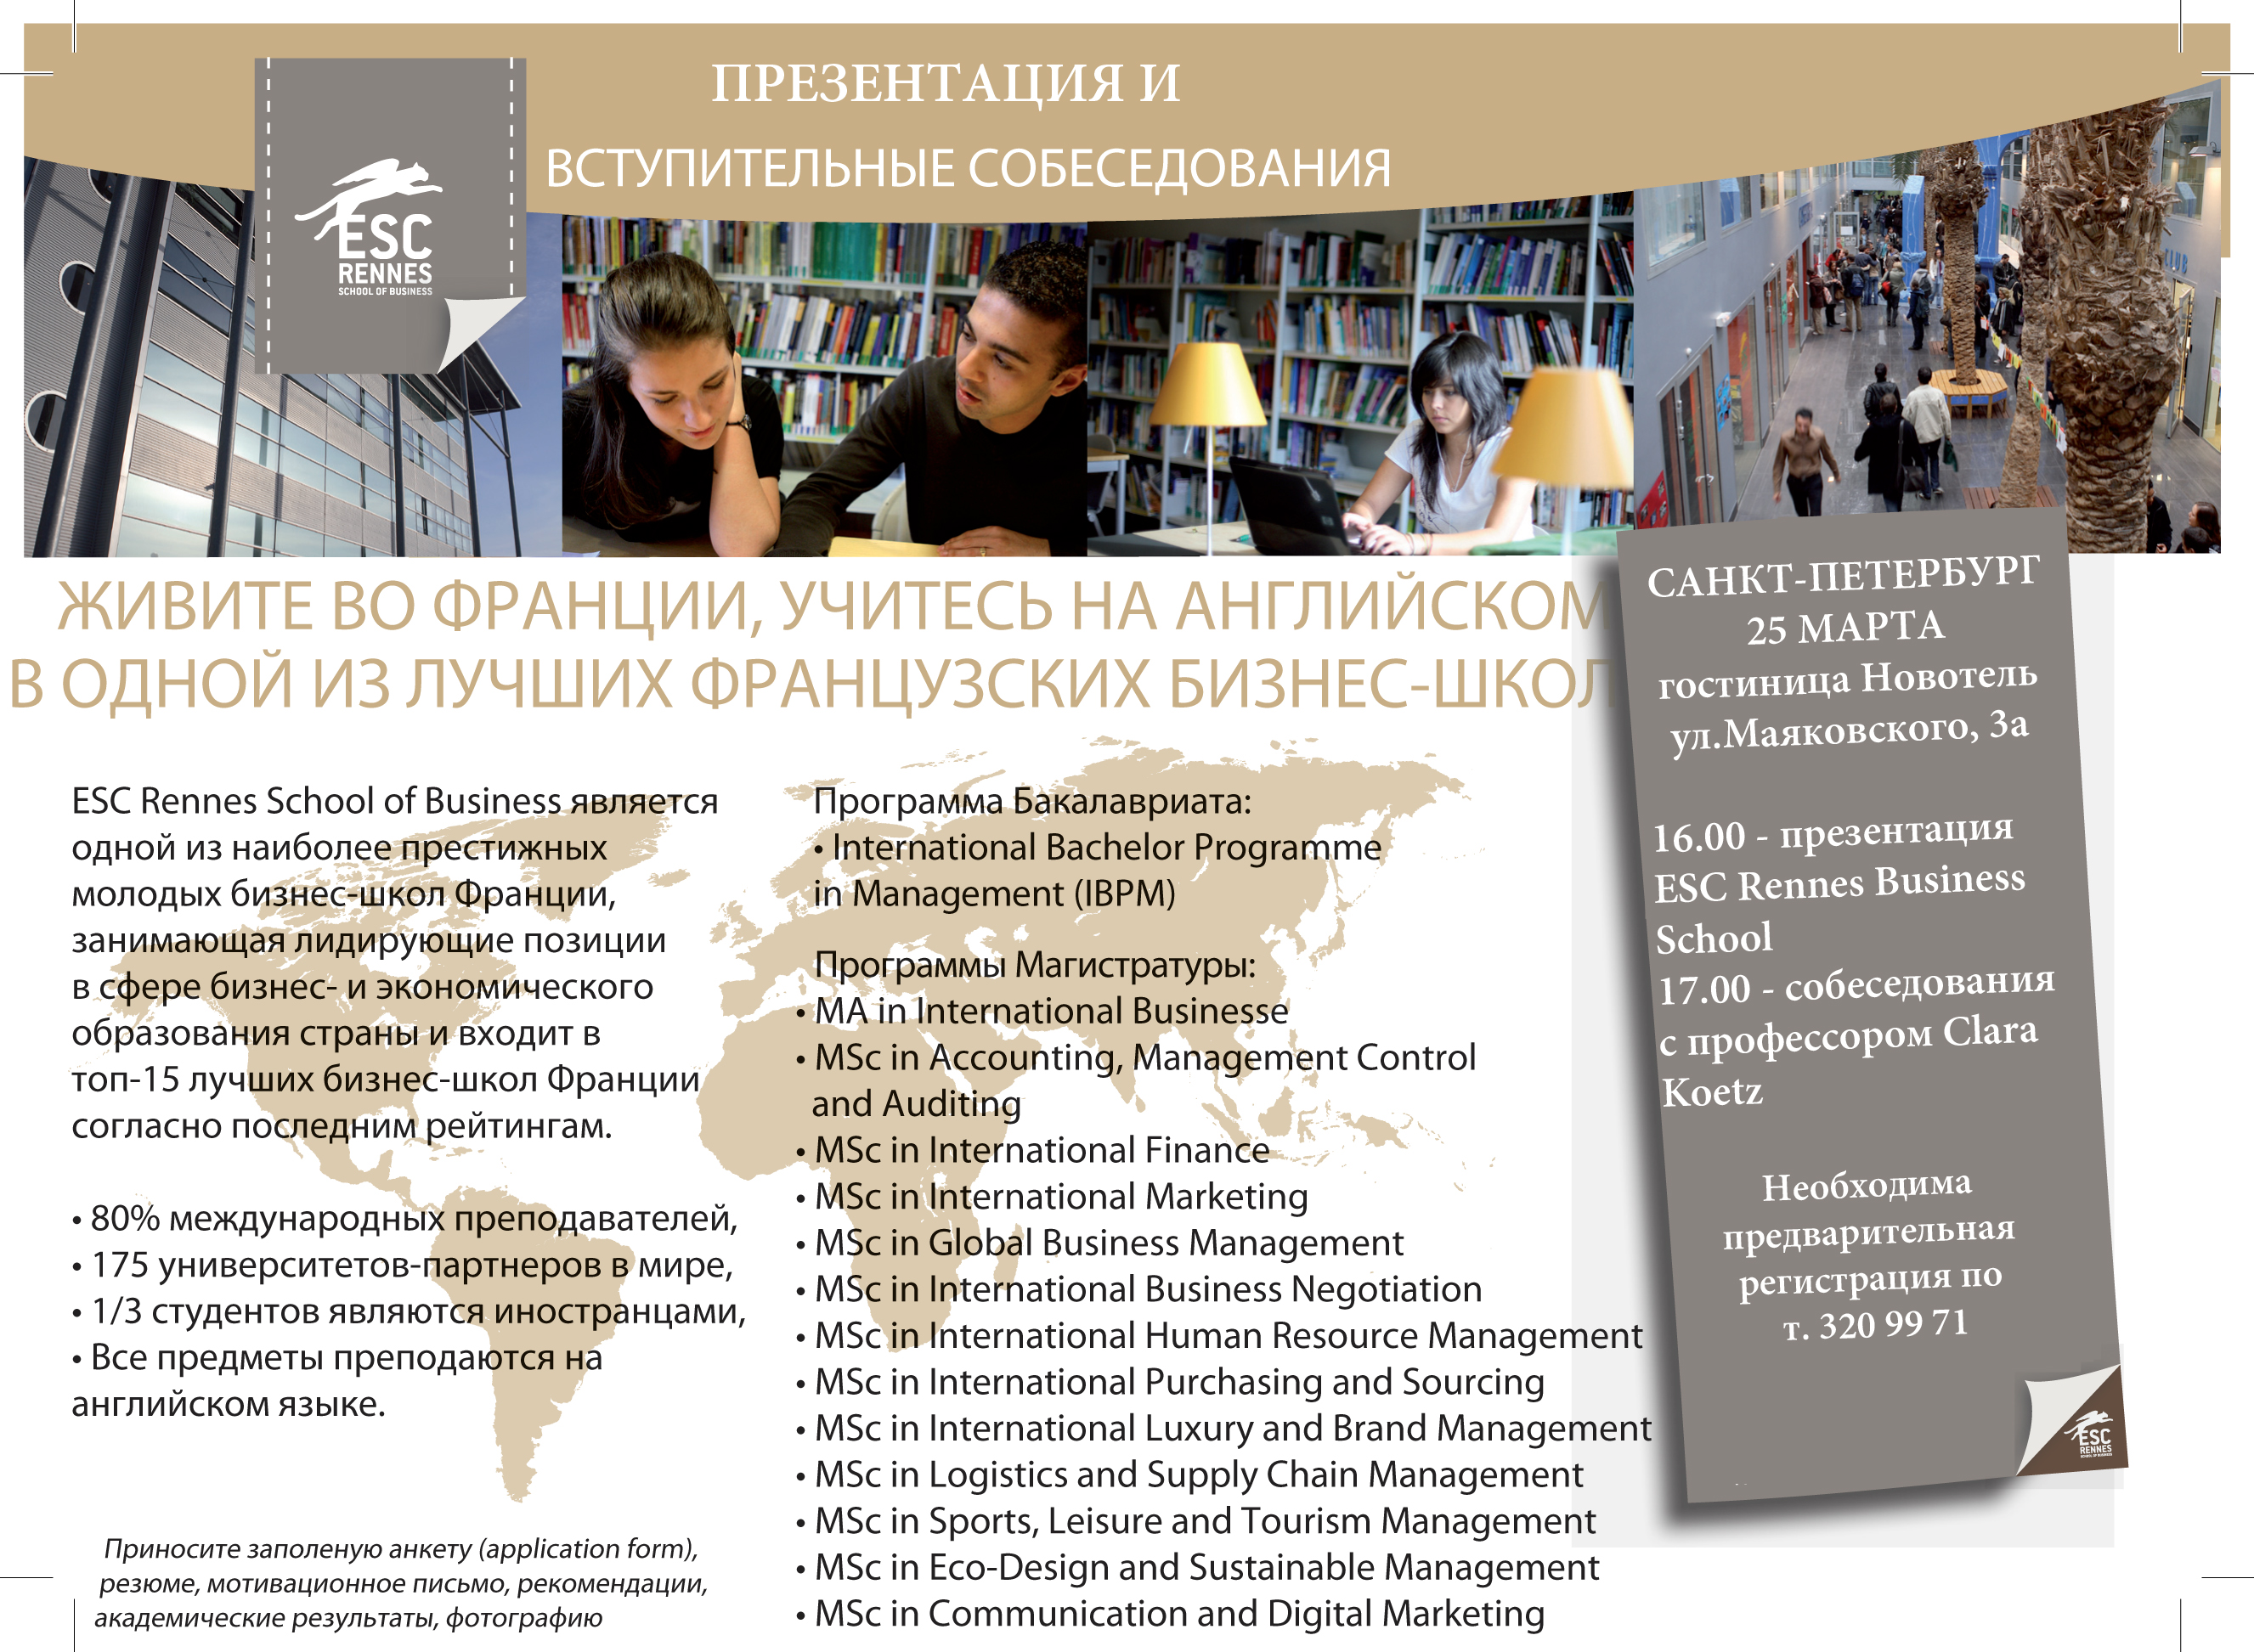 ПРЕЗЕНТАЦИЯ И
ВСТУПИТЕЛЬНЫЕ СОБЕСЕДОВАНИЯ
ESC
RENNES
SCHOOL OF BUSINESS
CLUB
ЖИВИТЕ ВО ФРАНЦИИ, УЧИТЕСЬ НА АНГЛИЙСКОМ
В ОДНОЙ ИЗ ЛУЧШИХ ФРАНЦУЗСКИХ БИЗНЕС-ШКОЛ
ESC Rennes School of Business является
одной из наиболее престижных
молодых бизнес-школ Франции,
занимающая лидирующие позиции
в сфере бизнес- и экономического
образования страны и входит в
топ-15 лучших бизнес-школ Франции
согласно последним рейтингам.
• 80% международных преподавателей,
• 175 университетов-партнеров в мире,
• 1/3 студентов являются иностранцами,
• Все предметы преподаются на
английском языке.
Приносите заполеную анкету (application form),
резюме, мотивационное письмо, рекомендации,
академические результаты, фотографию
Программа Бакалавриата:
• International Bachelor Programme
in Management (IBPM)
Программы Магистратуры:
• MA in International Businesse
• MSc in Accounting, Management Control
and Auditing
• MSc in International Finance
• MSc in International Marketing
• MSc in Global Business Management
• MSc in International Business Negotiation
• MSc in International Human Resource Management
• MSc in International Purchasing and Sourcing
• MSc in International Luxury and Brand Management
• MSc in Logistics and Supply Chain Management
• MSc in Sports, Leisure and Tourism Management
• MSc in Eco-Design and Sustainable Management
• MSc in Communication and Digital Marketing
САНКТ-ПЕТЕРБУРГ
25 МАРТА
гостиница Новотель
ул.Маяковского, 3а
16.00 - презентация
ESC Rennes Business
School
17.00 - собеседования
с профессором Clara
Koetz
Необходима
предварительная
регистрация по
т. 320 99 71
ESC
RENNES
SCHOOL OF BUSINESS